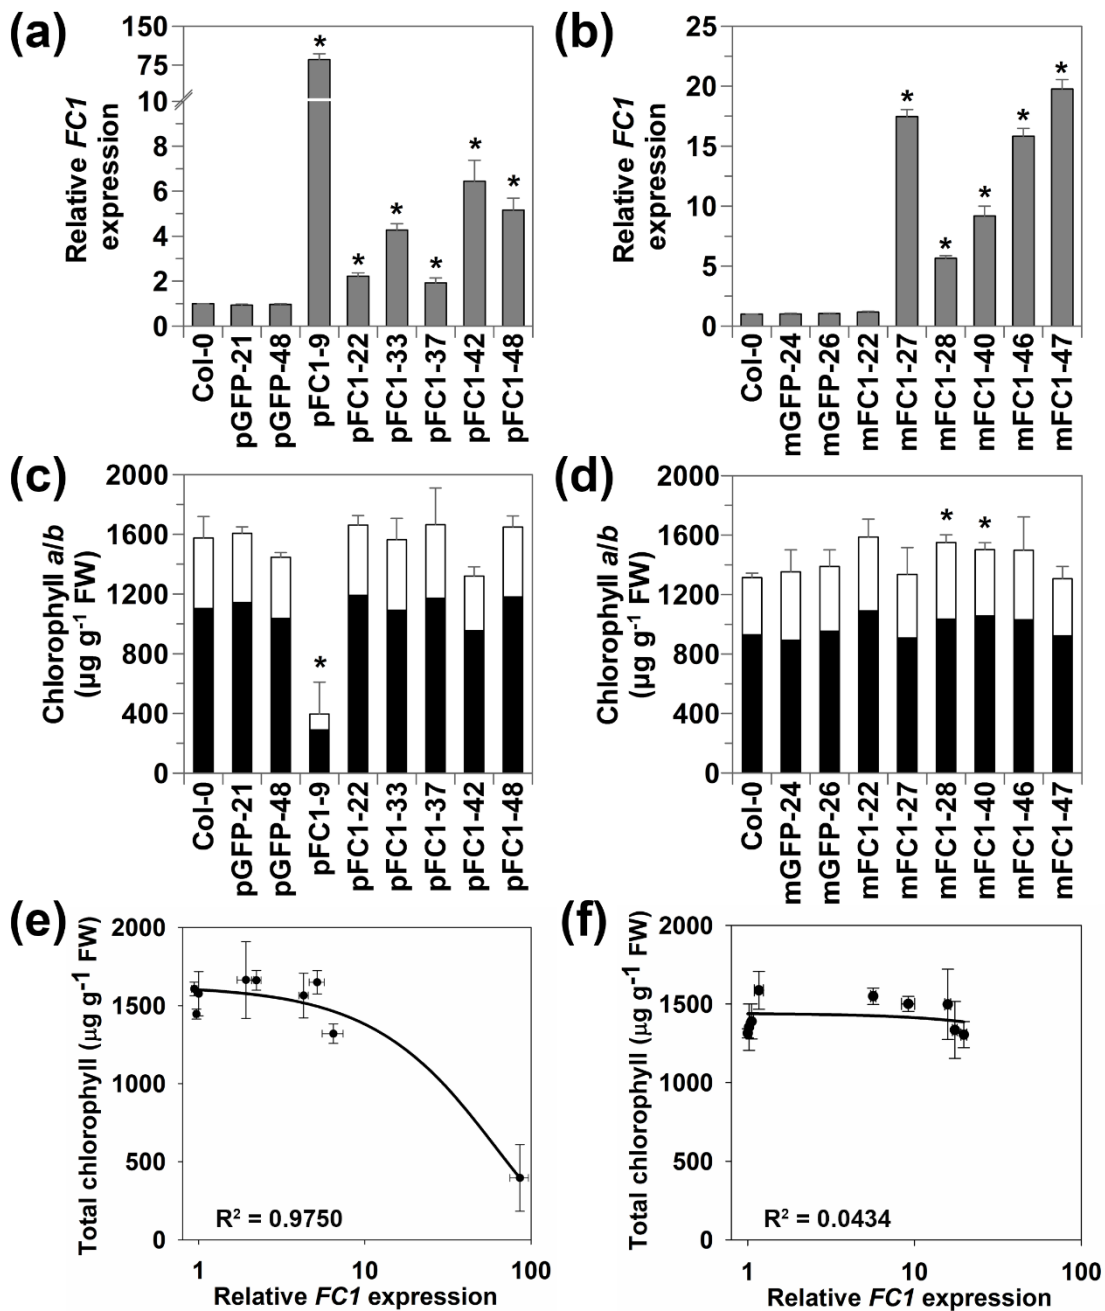 (a)
Relative FC1
expression
150
75
10
8
6
4
2
0
*
*
*
*
*
*
Col-0
pGFP-21
pGFP-48
pFC1-9
pFC1-22
pFC1-33
pFC1-37
pFC1-42
pFC1-48
(b)
Relative FC1
expression
25
20
15
10
5
0
*
*
*
*
*
Col-0
mGFP-24
mGFP-26
mFC1-22
mFC1-27
mFC1-28
mFC1-40
mFC1-46
mFC1-47
(c)
Chlorophyll a/b
(µg g⁻¹ FW)
2000
1600
1200
800
400
0
*
Col-0
pGFP-21
pGFP-48
pFC1-9
pFC1-22
pFC1-33
pFC1-37
pFC1-42
pFC1-48
(d)
Chlorophyll a/b
(µg g⁻¹ FW)
2000
1600
1200
800
400
0
*
*
Col-0
mGFP-24
mGFP-26
mFC1-22
mFC1-27
mFC1-28
mFC1-40
mFC1-46
mFC1-47
(e)
Total chlorophyll (µg g⁻¹ FW)
2000
1500
1000
500
0
R² = 0.9750
1
10
100
Relative FC1 expression
(f)
Total chlorophyll (µg g⁻¹ FW)
2000
1500
1000
500
0
R² = 0.0434
1
10
100
Relative FC1 expression